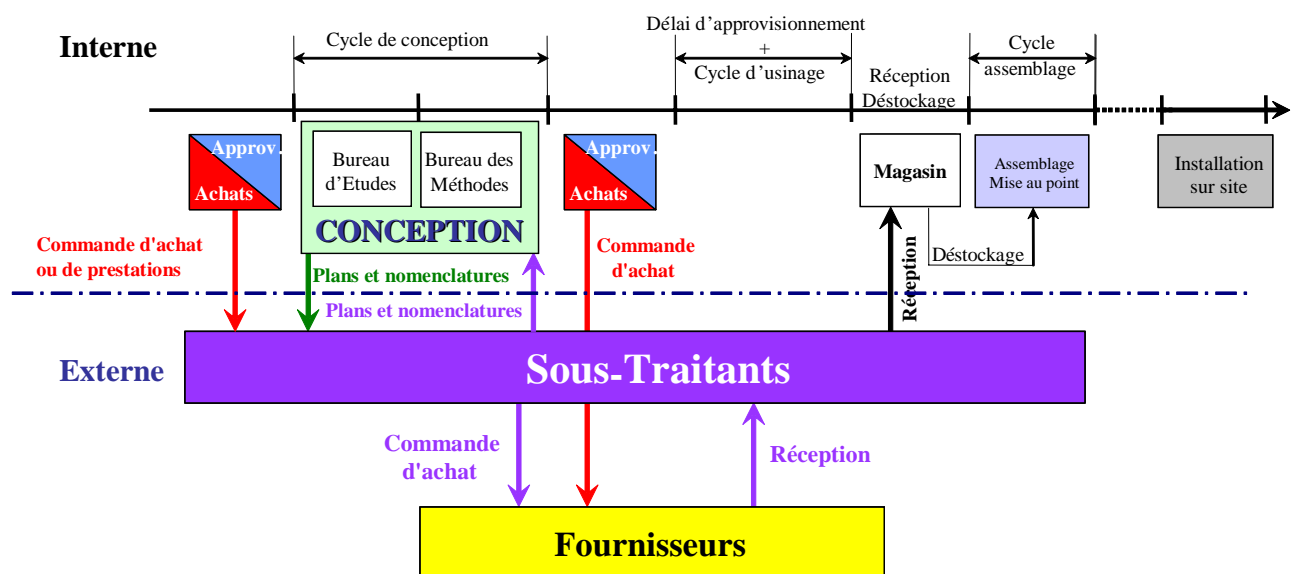 Interne
Cycle de conception
Délai d'approvisionnement
+
Cycle d'usinage
Réception
Déstockage
Cycle
assemblage
Approv.
Achats
Bureau
d'Etudes
Bureau des
Méthodes
CONCEPTION
Approv.
Achats
Magasin
Assemblage
Mise au point
Installation
sur site
Commande d'achat
ou de prestations
Plans et nomenclatures
Plans et nomenclatures
Commande
d'achat
Réception
Déstockage
Externe
Sous-Traitants
Commande
d'achat
Réception
Fournisseurs